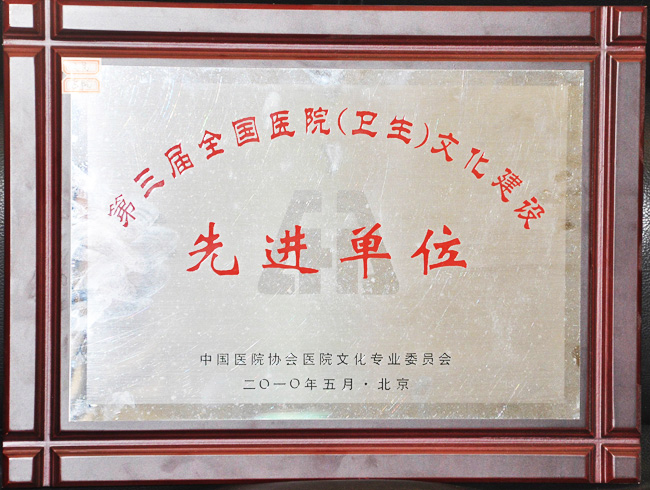 第三届全国医院(卫生)文化建设
先进单位
中国医院协会医院文化专业委员会
二〇一〇年五月·北京